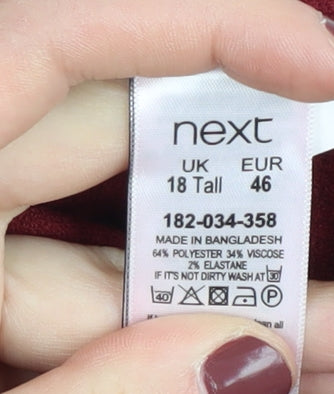 next
UK EUR
18 Tall 46
182-034-358
MADE IN BANGLADESH
64% POLYESTER 34% VISCOSE
2% ELASTANE
IF IT'S NOT DIRTY WASH AT 30
40 P
all